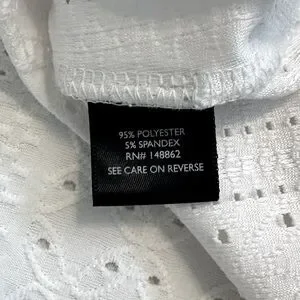 95% POLYESTER
5% SPANDEX
RN# 148862
SEE CARE ON REVERSE